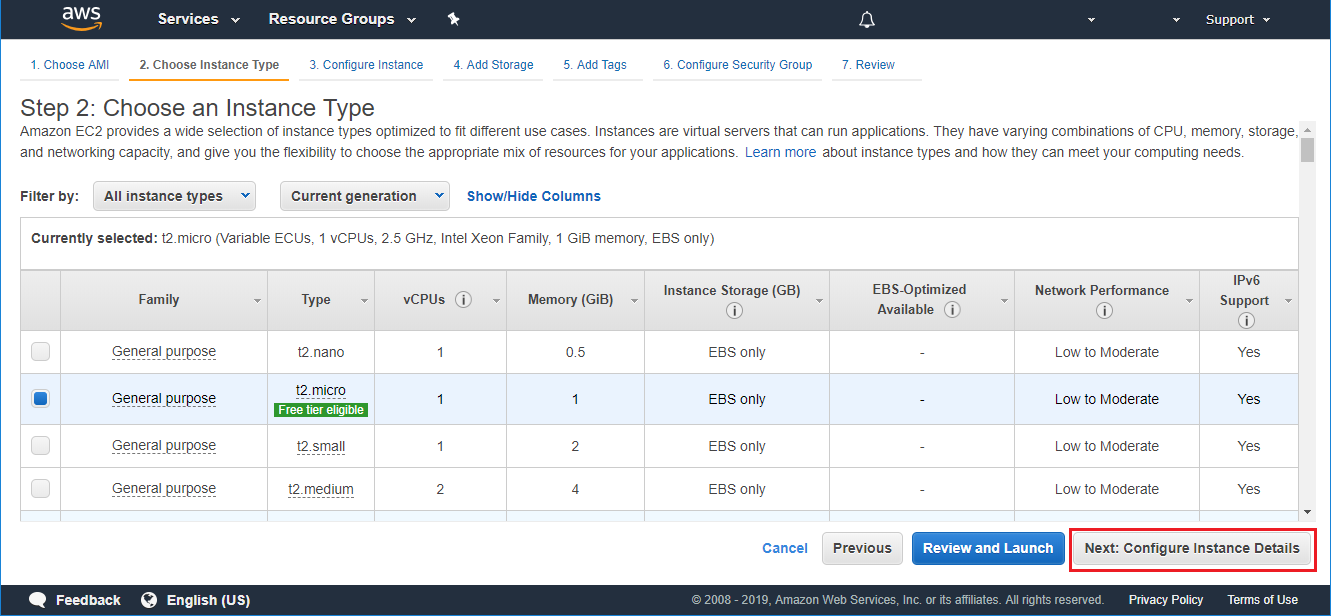 aws Services Resource Groups Support
1. Choose AMI 2. Choose Instance Type 3. Configure Instance 4. Add Storage 5. Add Tags 6. Configure Security Group 7. Review
Step 2: Choose an Instance Type
Amazon EC2 provides a wide selection of instance types optimized to fit different use cases. Instances are virtual servers that can run applications. They have varying combinations of CPU, memory, storage,
and networking capacity, and give you the flexibility to choose the appropriate mix of resources for your applications. Learn more about instance types and how they can meet your computing needs.
Filter by: All instance types Current generation Show/Hide Columns
Currently selected: t2.micro (Variable ECUs, 1 vCPUs, 2.5 GHz, Intel Xeon Family, 1 GiB memory, EBS only)
Family Type vCPUs i Memory (GiB) Instance Storage (GB) i EBS-Optimized Available i Network Performance i IPv6 Support i
General purpose t2.nano 1 0.5 EBS only - Low to Moderate Yes
General purpose t2.micro Free tier eligible 1 1 EBS only - Low to Moderate Yes
General purpose t2.small 1 2 EBS only - Low to Moderate Yes
General purpose t2.medium 2 4 EBS only - Low to Moderate Yes
Cancel Previous Review and Launch Next: Configure Instance Details
Feedback English (US) © 2008 - 2019, Amazon Web Services, Inc. or its affiliates. All rights reserved. Privacy Policy Terms of Use